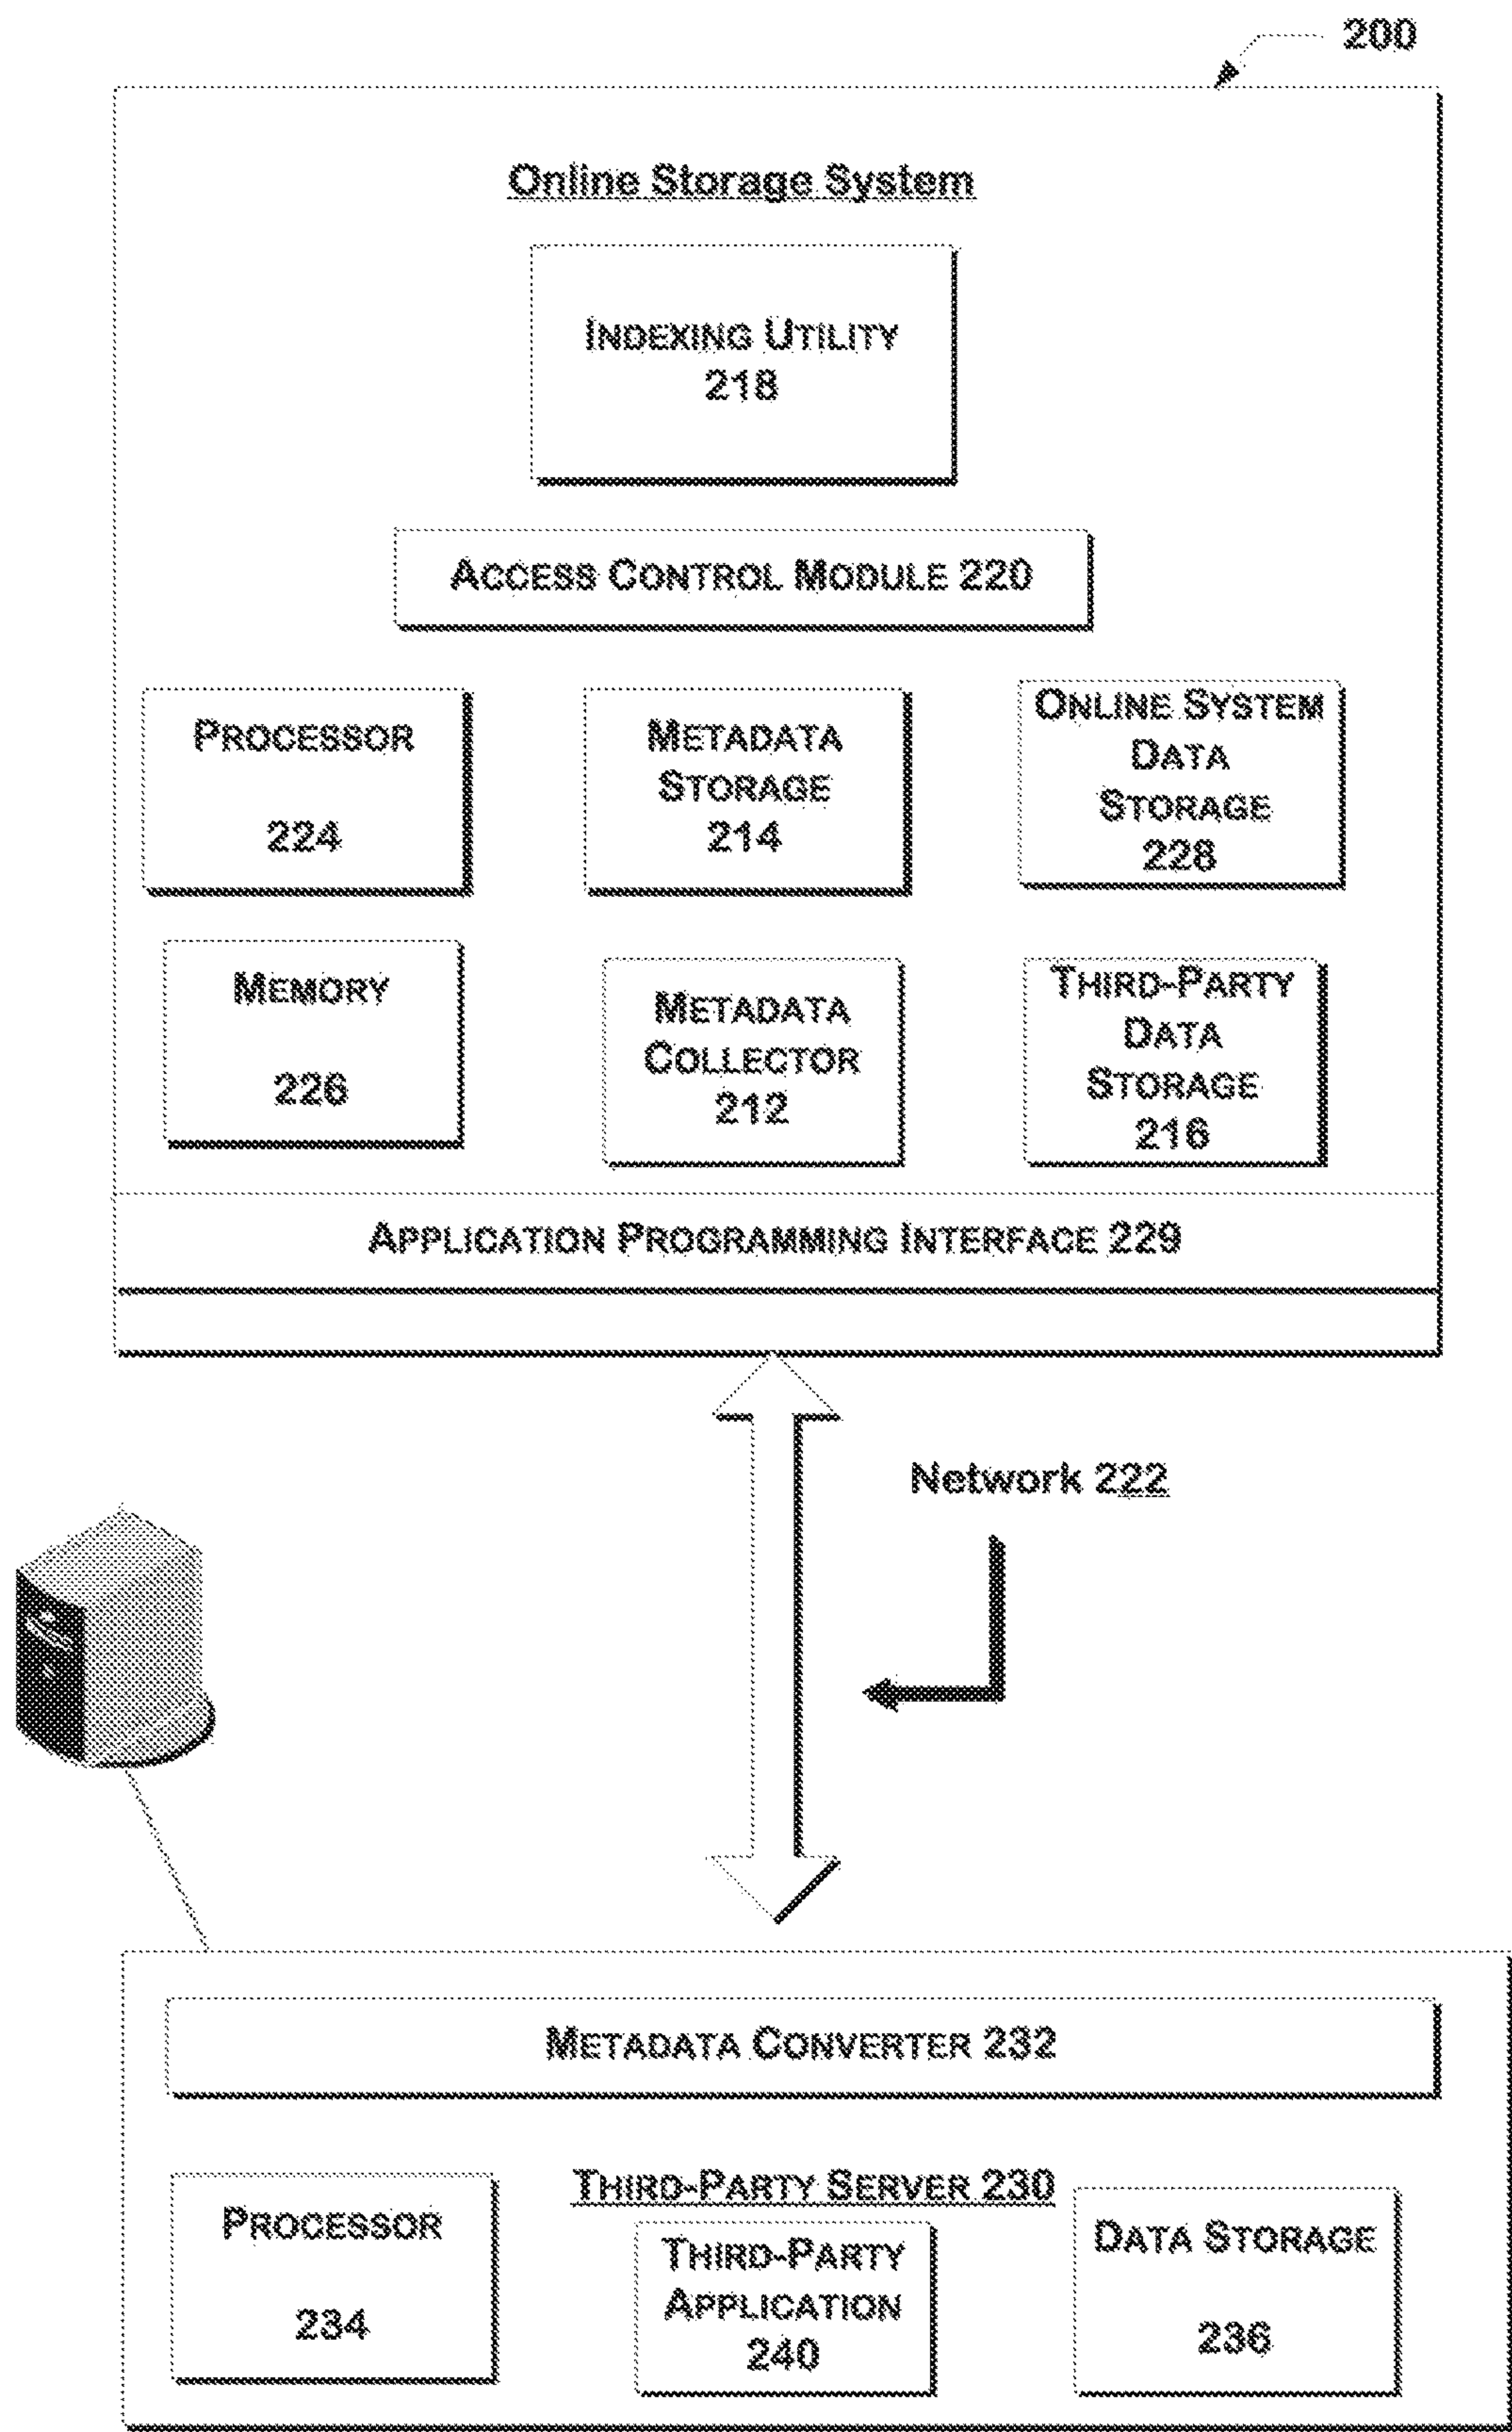 200
Online Storage System
INDEXING UTILITY
218
ACCESS CONTROL MODULE 220
PROCESSOR
224
METADATA
STORAGE
214
ONLINE SYSTEM
DATA
STORAGE
228
MEMORY
226
METADATA
COLLECTOR
212
THIRD-PARTY
DATA
STORAGE
216
APPLICATION PROGRAMMING INTERFACE 229
Network 222
METADATA CONVERTER 232
THIRD-PARTY SERVER 230
PROCESSOR
234
THIRD-PARTY
APPLICATION
240
DATA STORAGE
236